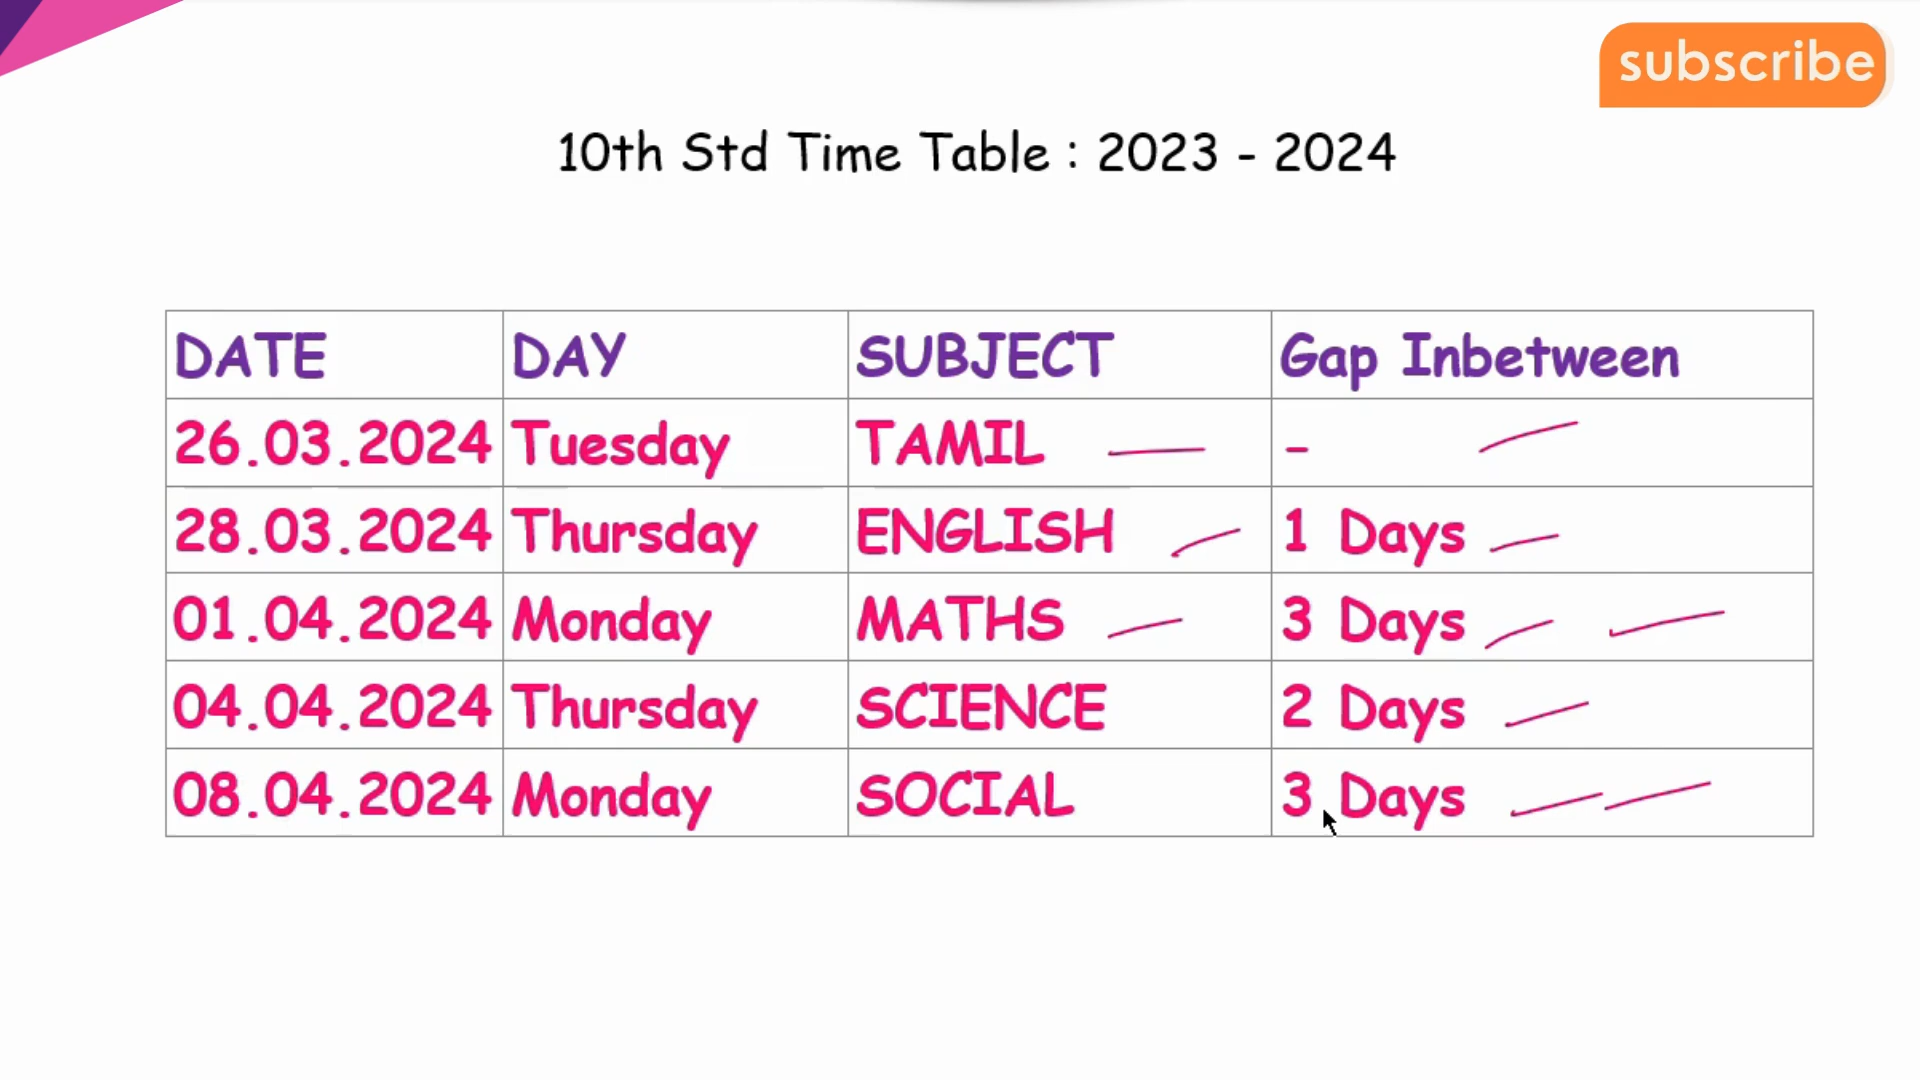 subscribe
10th Std Time Table : 2023 - 2024
DATE DAY SUBJECT Gap Inbetween
26.03.2024 Tuesday TAMIL -
28.03.2024 Thursday ENGLISH 1 Days
01.04.2024 Monday MATHS 3 Days
04.04.2024 Thursday SCIENCE 2 Days
08.04.2024 Monday SOCIAL 3 Days